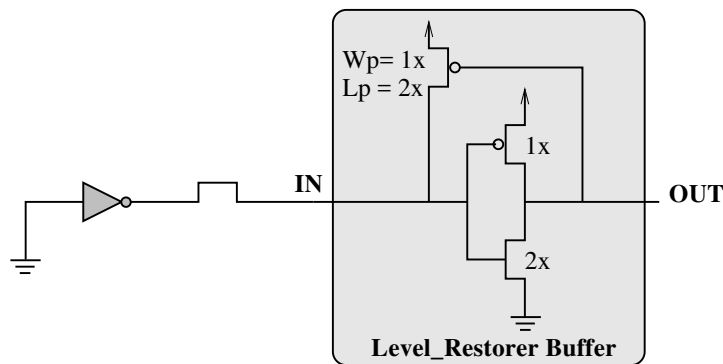 Wp= 1x
Lp = 2x
1x
IN
OUT
2x
Level_Restorer Buffer